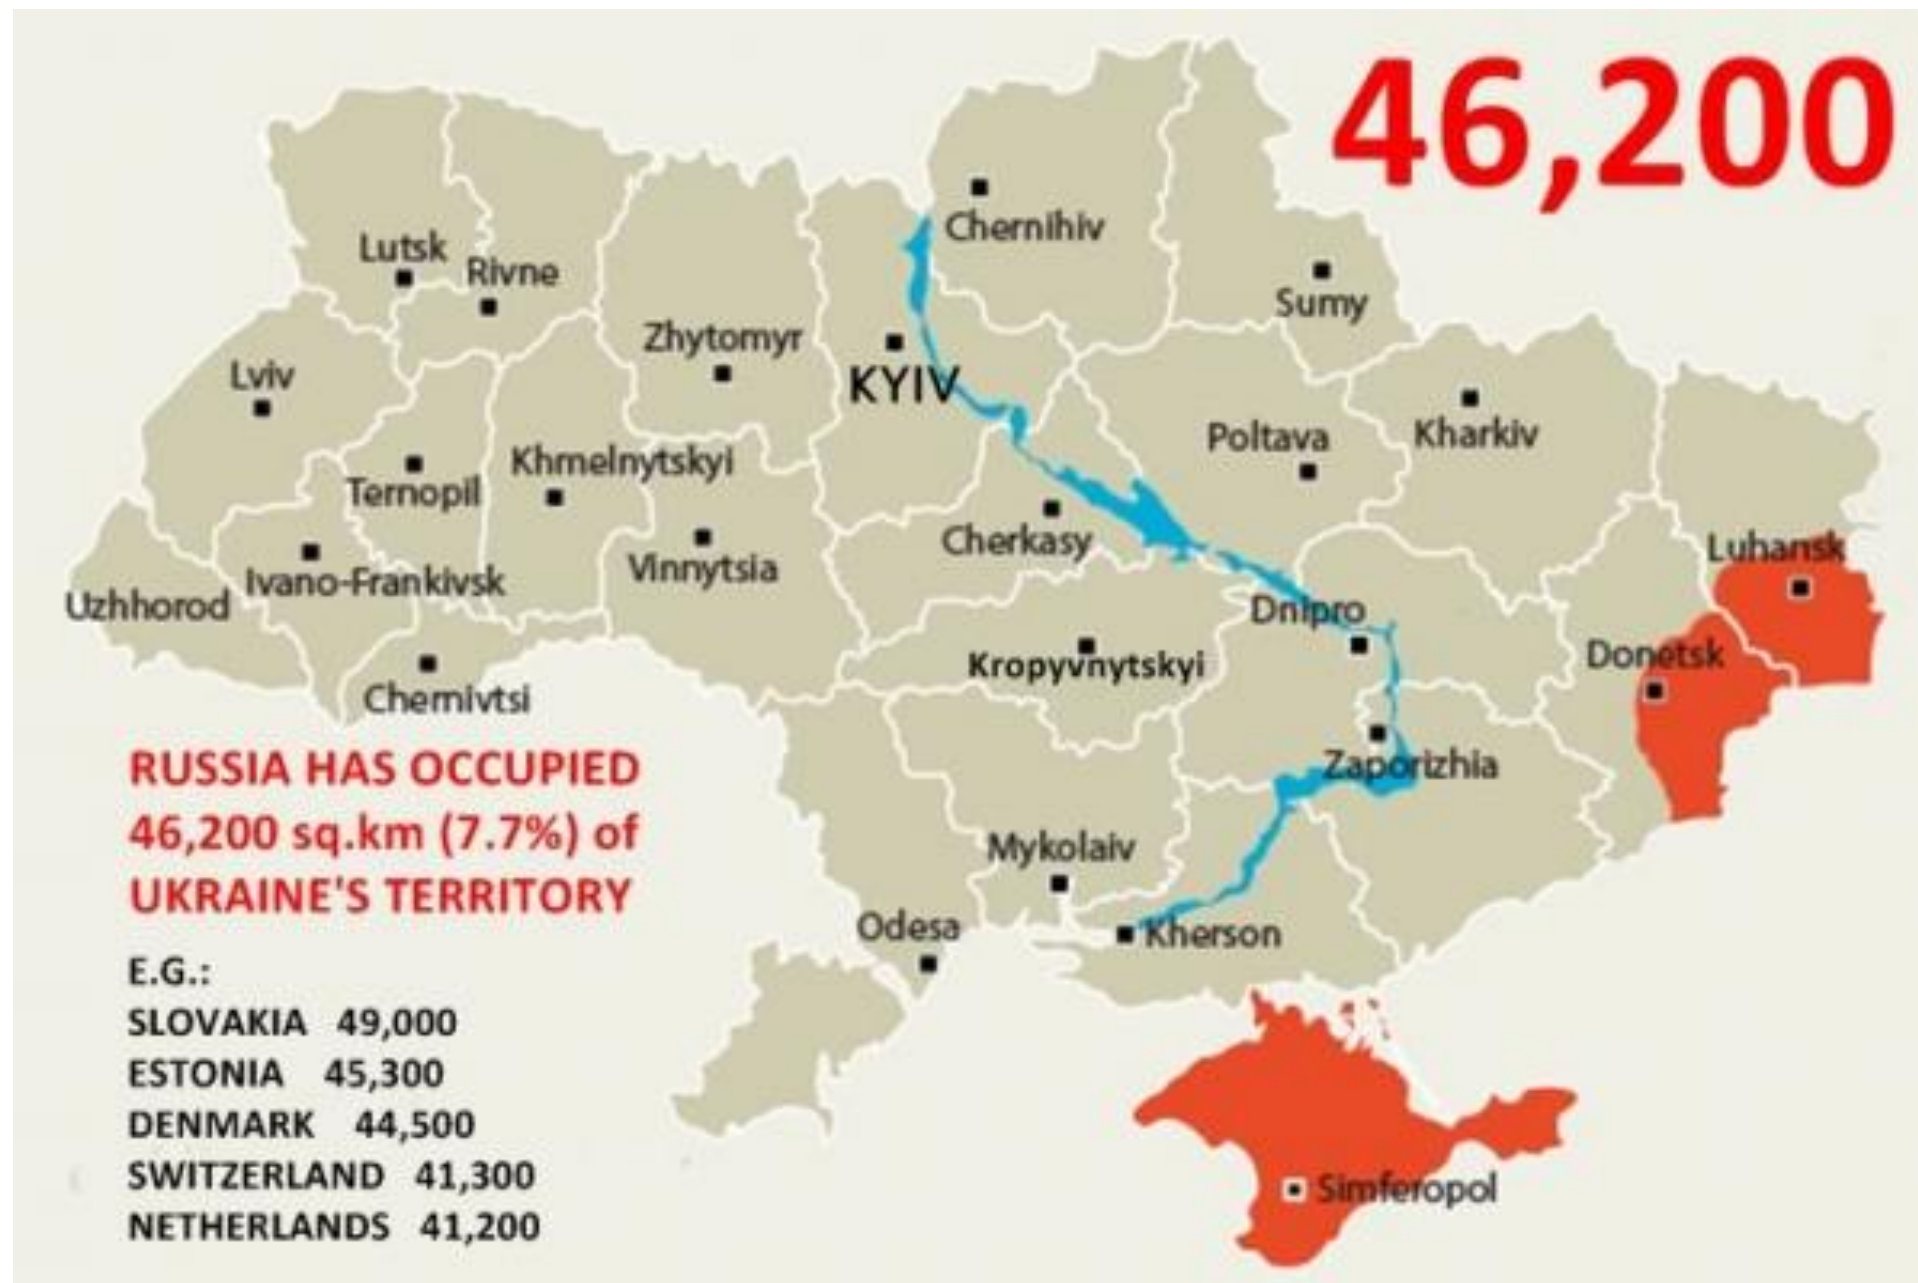 46,200
Chernihiv
Lutsk
Rivne
Sumy
Zhytomyr
KYIV
Lviv
Poltava
Kharkiv
Khmelnytskyi
Ternopil
Cherkasy
Luhansk
Vinnytsia
Ivano-Frankivsk
Uzhhorod
Dnipro
Donetsk
Kropyvnytskyi
Chernivtsi
Zaporizhia
Mykolaiv
Odesa
Kherson
Simferopol
RUSSIA HAS OCCUPIED
46,200 sq.km (7.7%) of
UKRAINE'S TERRITORY
E.G.:
SLOVAKIA 49,000
ESTONIA 45,300
DENMARK 44,500
SWITZERLAND 41,300
NETHERLANDS 41,200